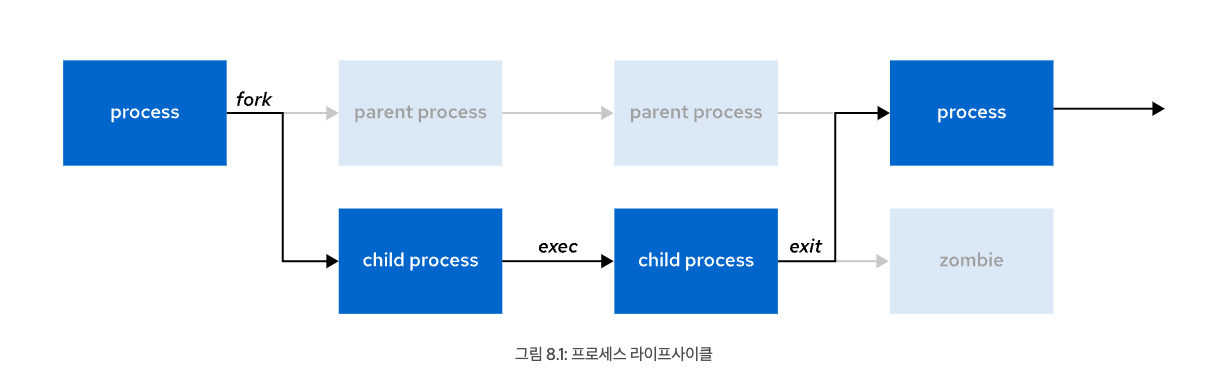 process
fork
parent process
parent process
process
child process
exec
child process
exit
zombie
그림 8.1: 프로세스 라이프사이클